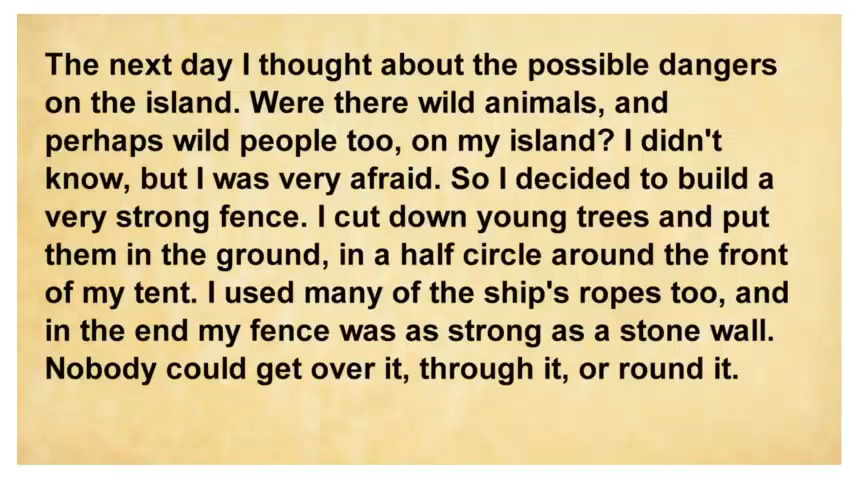 The next day I thought about the possible dangers
on the island. Were there wild animals, and
perhaps wild people too, on my island? I didn't
know, but I was very afraid. So I decided to build a
very strong fence. I cut down young trees and put
them in the ground, in a half circle around the front
of my tent. I used many of the ship's ropes too, and
in the end my fence was as strong as a stone wall.
Nobody could get over it, through it, or round it.